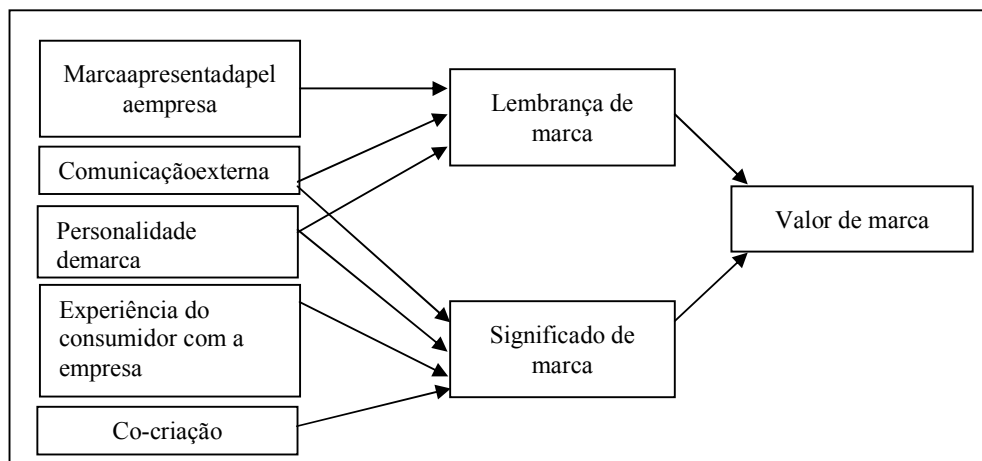 Marcaapresentadapel
aempresa
Comunicaçãoexterna
Personalidade
demarca
Experiência do
consumidor com a
empresa
Co-criação
Lembrança de
marca
Significado de
marca
Valor de marca